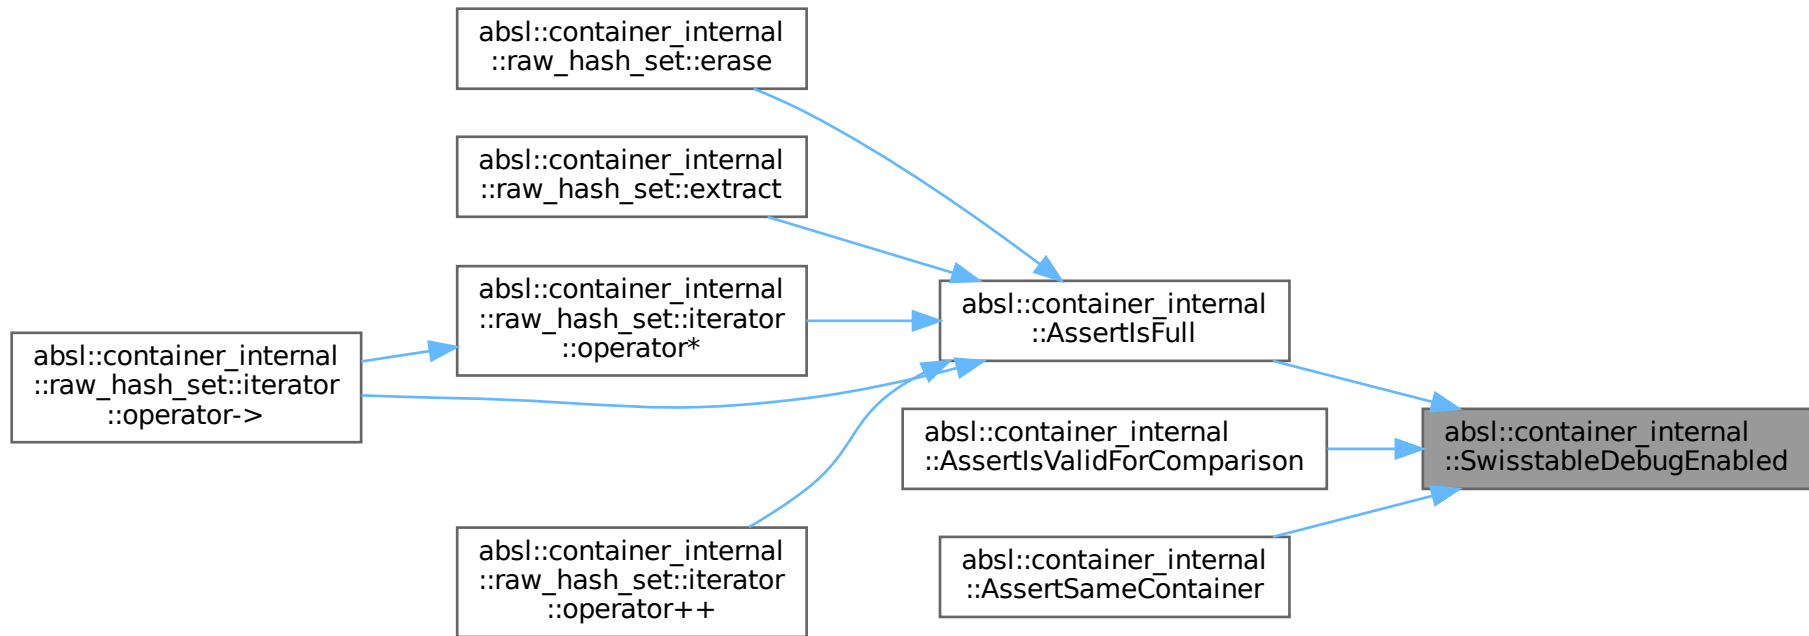 absl::container_internal
::raw_hash_set::erase
absl::container_internal
::raw_hash_set::extract
absl::container_internal
::raw_hash_set::iterator
::operator*
absl::container_internal
::AssertIsFull
absl::container_internal
::raw_hash_set::iterator
::operator->
absl::container_internal
::AssertIsValidForComparison
absl::container_internal
::SwisstableDebugEnabled
absl::container_internal
::raw_hash_set::iterator
::operator++
absl::container_internal
::AssertSameContainer